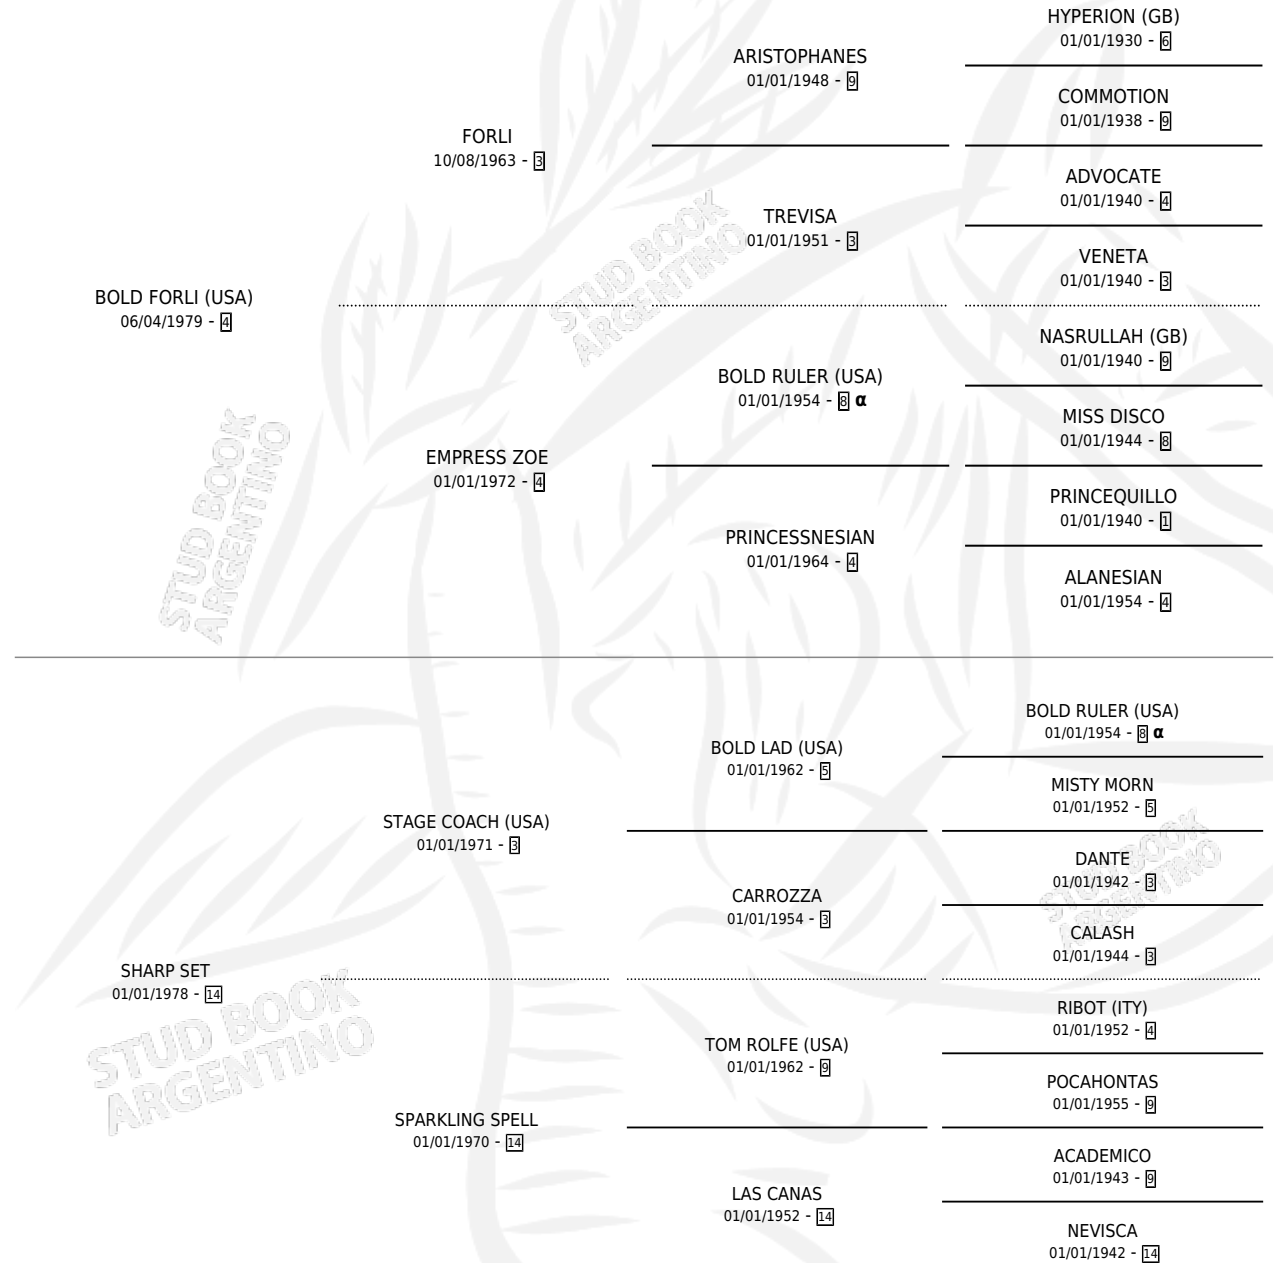 HYPERION (GB)
01/01/1930 - 6
ARISTOPHANES
01/01/1948 - 9
COMMOTION
01/01/1938 - 9
FORLI
10/08/1963 - 3
ADVOCATE
01/01/1940 - 4
TREVISA
01/01/1951 - 3
VENETA
01/01/1940 - 3
BOLD FORLI (USA)
06/04/1979 - 4
NASRULLAH (GB)
01/01/1940 - 9
BOLD RULER (USA)
01/01/1954 - 8 α
MISS DISCO
01/01/1944 - 8
EMPRESS ZOE
01/01/1972 - 4
PRINCEQUILLO
01/01/1940 - 1
PRINCESSNESIAN
01/01/1964 - 4
ALANESIAN
01/01/1954 - 4
BOLD RULER (USA)
01/01/1954 - 8 α
BOLD LAD (USA)
01/01/1962 - 5
MISTY MORN
01/01/1952 - 5
STAGE COACH (USA)
01/01/1971 - 3
DANTE
01/01/1942 - 3
CARROZZA
01/01/1954 - 3
CALASH
01/01/1944 - 3
SHARP SET
01/01/1978 - 14
RIBOT (ITY)
01/01/1952 - 4
TOM ROLFE (USA)
01/01/1962 - 9
POCAHONTAS
01/01/1955 - 9
SPARKLING SPELL
01/01/1970 - 14
ACADEMICO
01/01/1943 - 9
LAS CANAS
01/01/1952 - 14
NEVISCA
01/01/1942 - 14
STUD BOOK
ARGENTINO
STUD BOOK
ARGENTINO
STUD BOOK
ARGENTINO
STUD BOOK
ARGENTINO